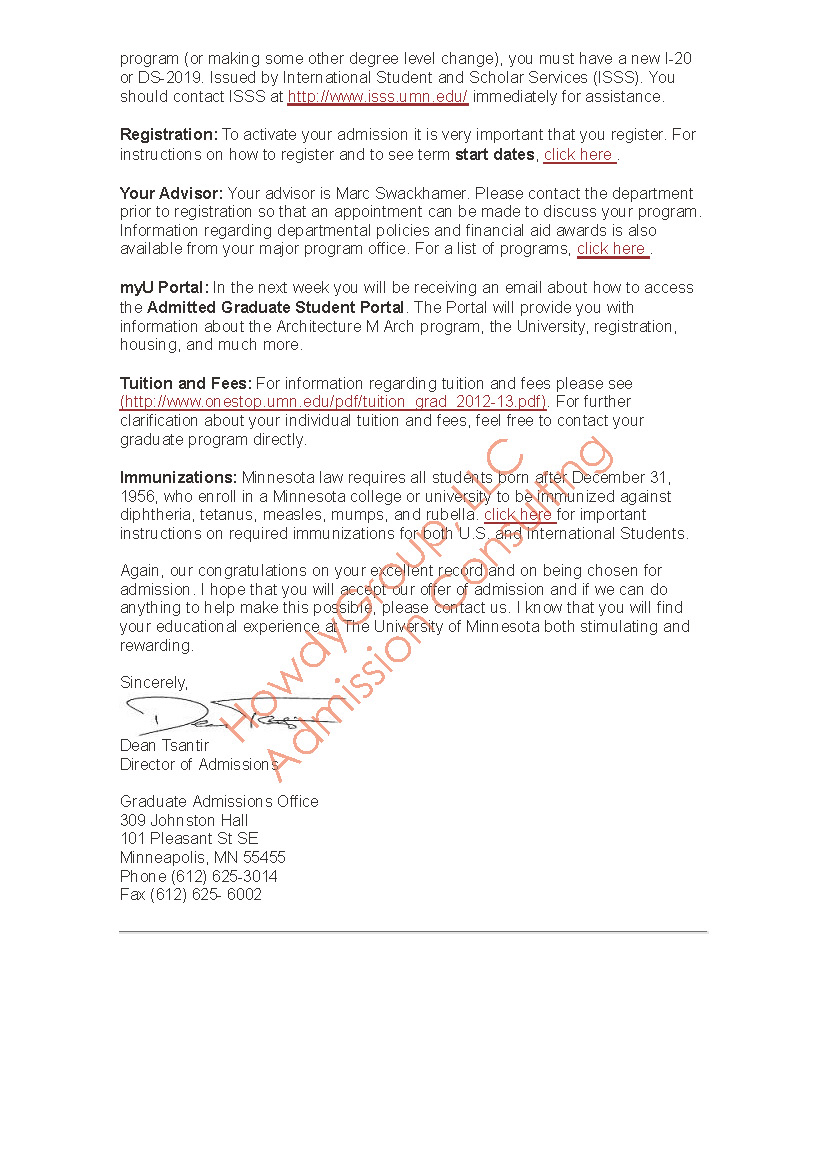 program (or making some other degree level change), you must have a new I-20
or DS-2019. Issued by International Student and Scholar Services (ISSS). You
should contact ISSS at http://www.isss.umn.edu/ immediately for assistance.
Registration: To activate your admission it is very important that you register. For
instructions on how to register and to see term start dates, click here .
Your Advisor: Your advisor is Marc Swackhamer. Please contact the department
prior to registration so that an appointment can be made to discuss your program.
Information regarding departmental policies and financial aid awards is also
available from your major program office. For a list of programs, click here .
myU Portal: In the next week you will be receiving an email about how to access
the Admitted Graduate Student Portal. The Portal will provide you with
information about the Architecture M Arch program, the University, registration,
housing, and much more.
Tuition and Fees: For information regarding tuition and fees please see
(http://www.onestop.umn.edu/pdf/tuition_grad_2012-13.pdf). For further
clarification about your individual tuition and fees, feel free to contact your
graduate program directly.
Immunizations: Minnesota law requires all students born after December 31,
1956, who enroll in a Minnesota college or university to be immunized against
diphtheria, tetanus, measles, mumps, and rubella. click here for important
instructions on required immunizations for both U.S. and International Students.
Again, our congratulations on your excellent record and on being chosen for
admission. I hope that you will accept our offer of admission and if we can do
anything to help make this possible, please contact us. I know that you will find
your educational experience at The University of Minnesota both stimulating and
rewarding.
Sincerely,
Dean Tsantir
Director of Admissions
Graduate Admissions Office
309 Johnston Hall
101 Pleasant St SE
Minneapolis, MN 55455
Phone (612) 625-3014
Fax (612) 625- 6002
HowdyGroup, LLC
Admission Consulting